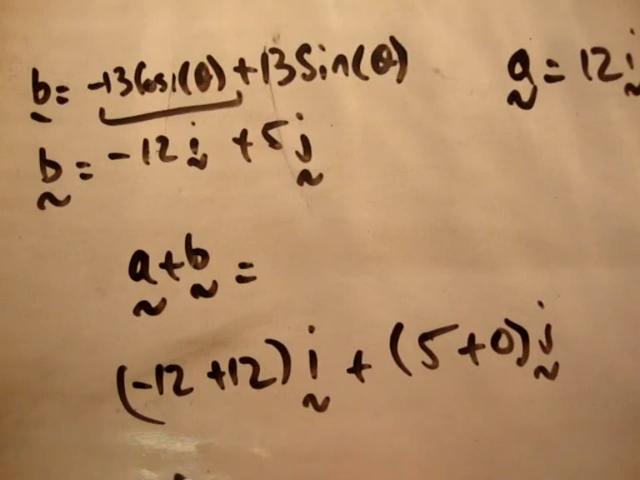 b = -13Cos(θ) + 13Sin(θ)
a = 12i
b = -12i + 5j
a + b =
(-12 + 12)i + (5 + 0)j